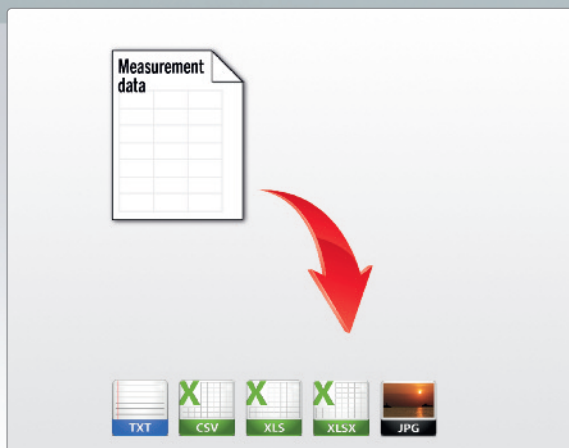 Measurement
data
TXT
X CSV
X XLS
X XLSX
JPG